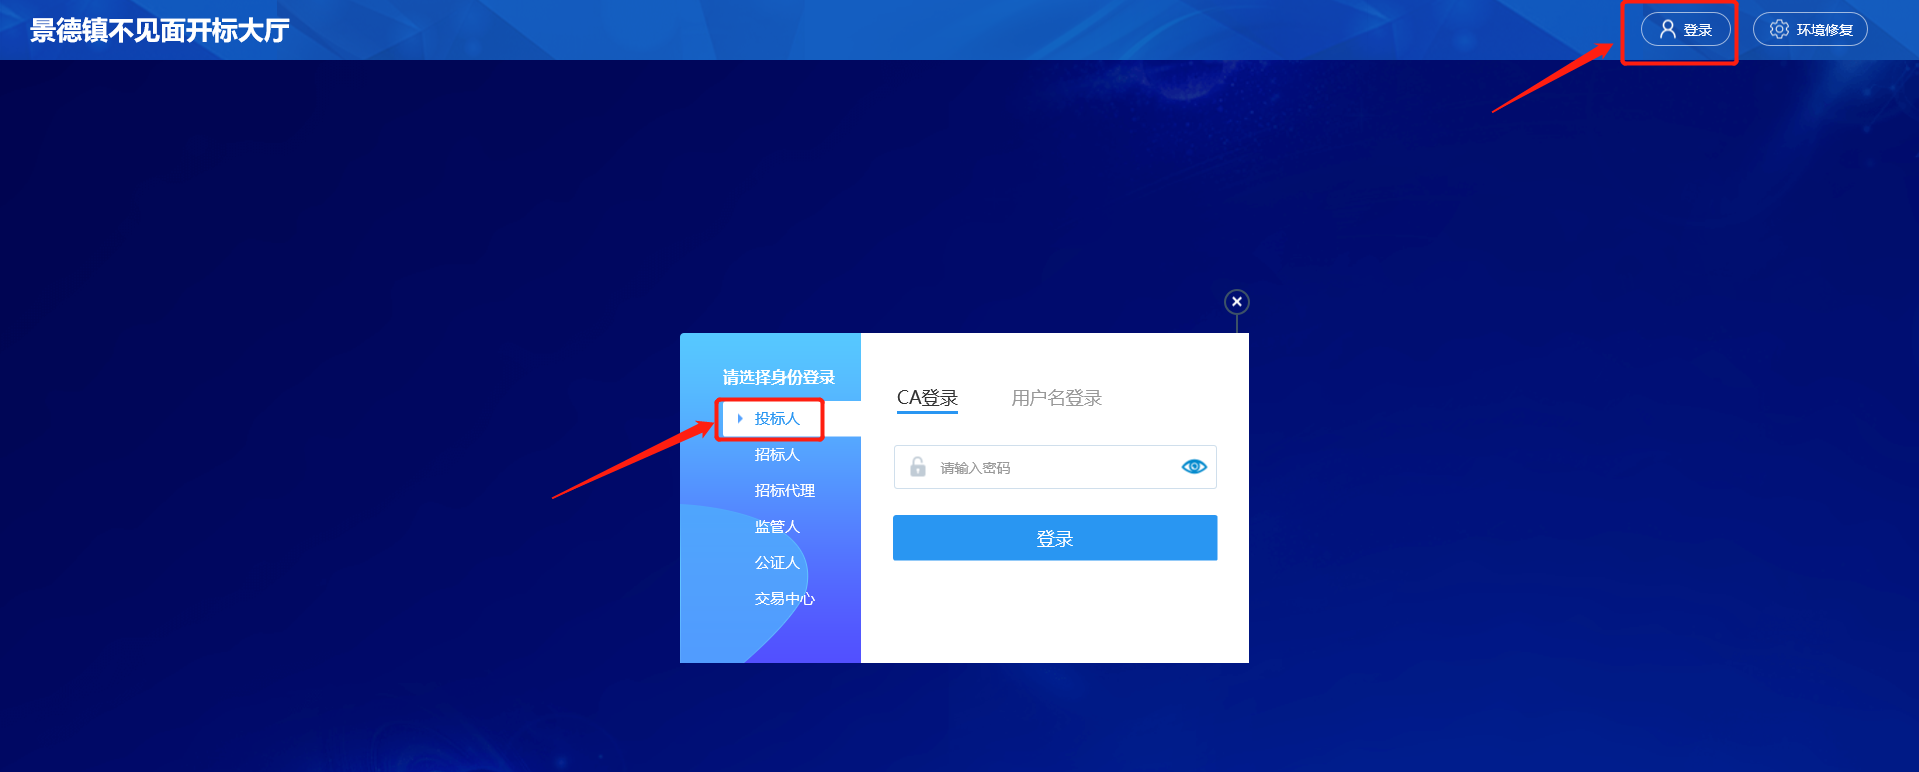 景德镇不见面开标大厅
登录
环境修复
请选择身份登录
投标人
招标人
招标代理
监管人
公证人
交易中心
CA登录
用户名登录
请输入密码
登录